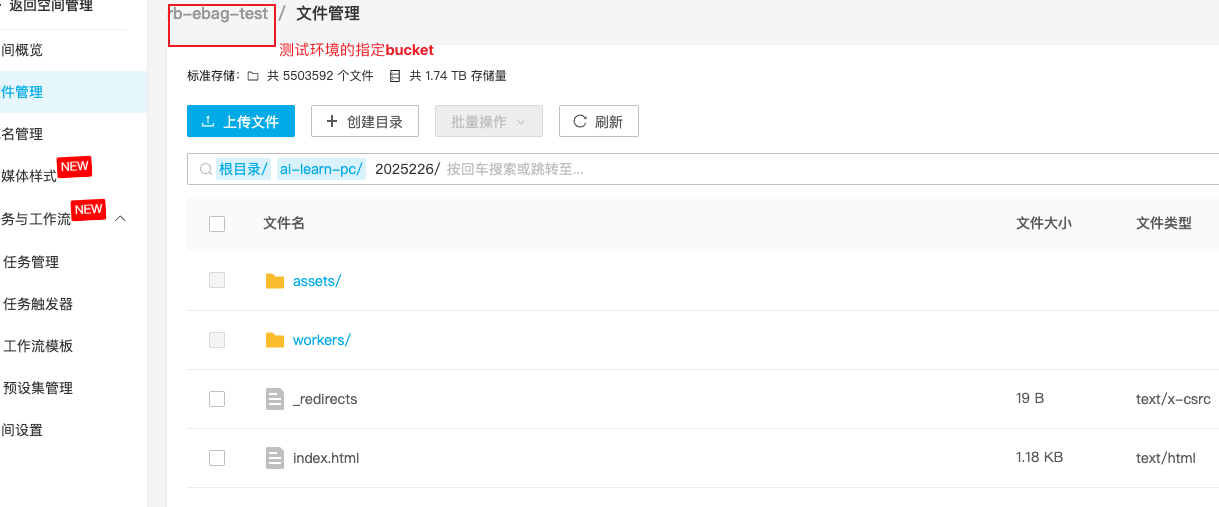 返回空间管理
rb-ebag-test / 文件管理
测试环境的指定bucket
间概览
件管理
名管理
媒体样式 NEW
务与工作流 NEW
任务管理
任务触发器
工作流模板
预设集管理
间设置
标准存储: 共 5503592 个文件 共 1.74 TB 存储量
上传文件 创建目录 批量操作 刷新
根目录/ ai-learn-pc/ 2025226/ 按回车搜索或跳转至...
文件名 文件大小 文件类型
assets/
workers/
_redirects 19 B text/x-csrc
index.html 1.18 KB text/html